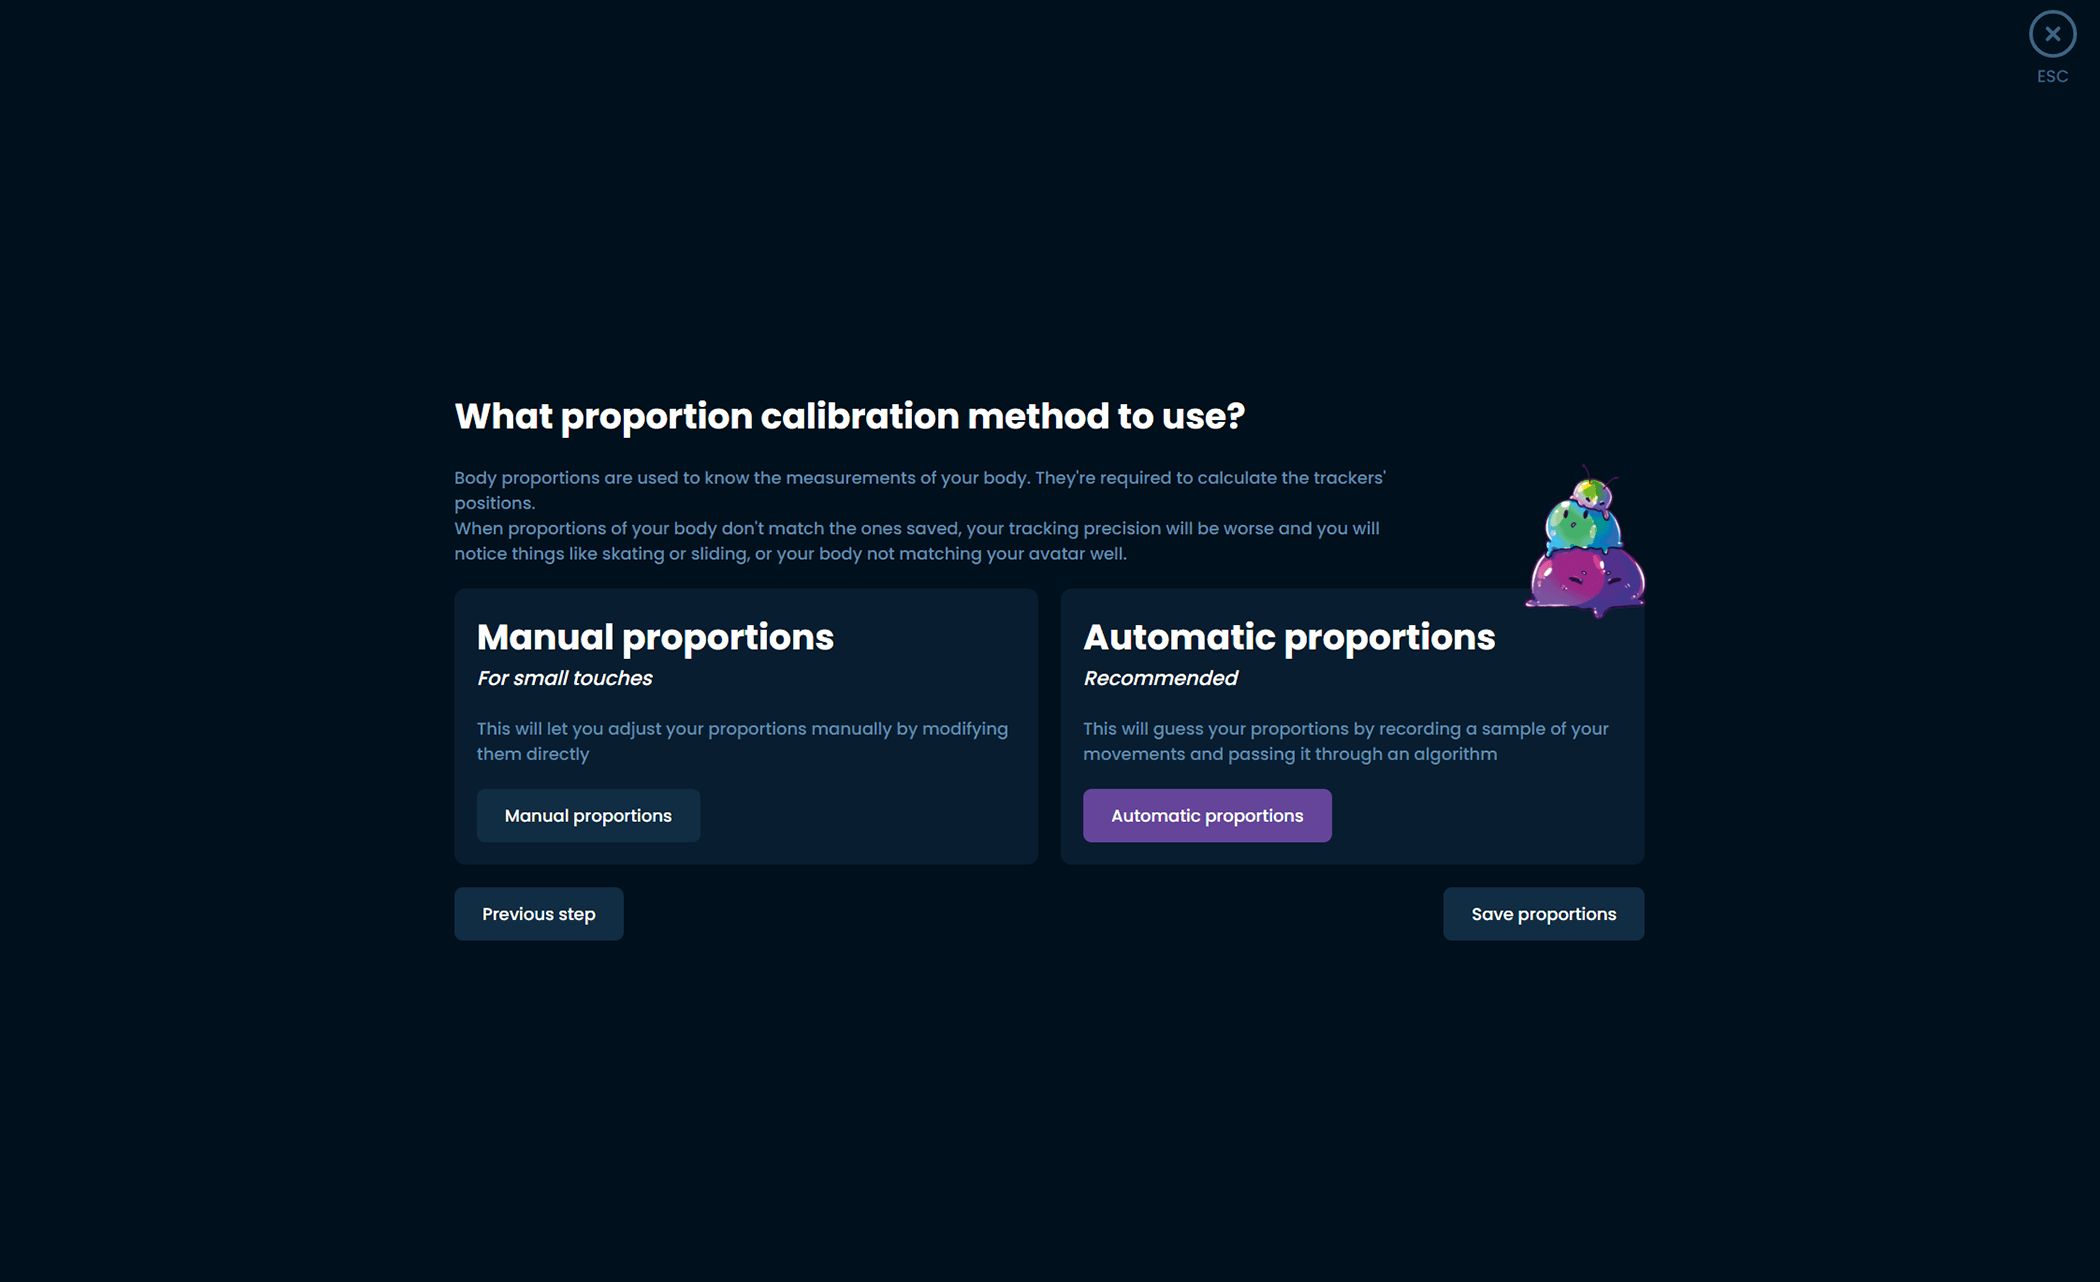 ESC
What proportion calibration method to use?
Body proportions are used to know the measurements of your body. They're required to calculate the trackers'
positions.
When proportions of your body don't match the ones saved, your tracking precision will be worse and you will
notice things like skating or sliding, or your body not matching your avatar well.
Manual proportions
For small touches
This will let you adjust your proportions manually by modifying
them directly
Manual proportions
Automatic proportions
Recommended
This will guess your proportions by recording a sample of your
movements and passing it through an algorithm
Automatic proportions
Previous step
Save proportions